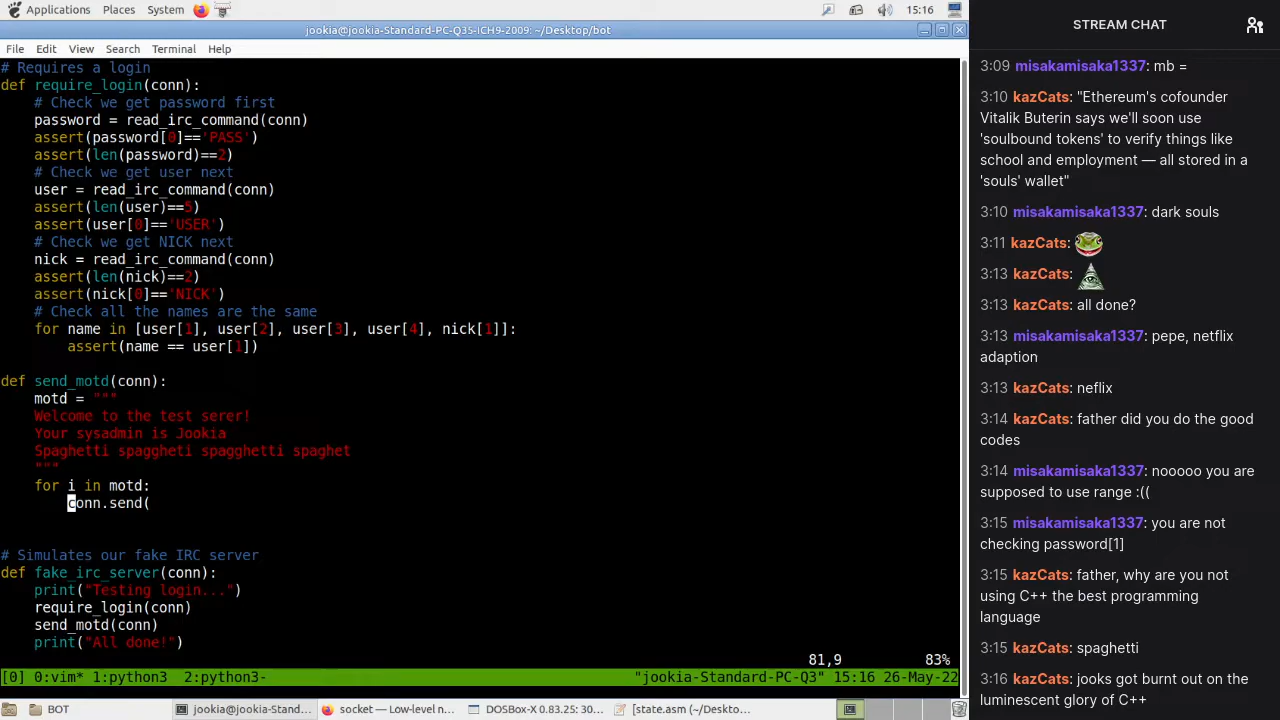 Applications Places System 15:16
jookia@jookia-Standard-PC-Q35-ICH9-2009: ~/Desktop/bot
File Edit View Search Terminal Help
# Requires a login
def require_login(conn):
# Check we get password first
password = read_irc_command(conn)
assert(password[0]=='PASS')
assert(len(password)==2)
# Check we get user next
user = read_irc_command(conn)
assert(len(user)==5)
assert(user[0]=='USER')
# Check we get NICK next
nick = read_irc_command(conn)
assert(len(nick)==2)
assert(nick[0]=='NICK')
# Check all the names are the same
for name in [user[1], user[2], user[3], user[4], nick[1]]:
assert(name == user[1])
def send_motd(conn):
motd = """
Welcome to the test serer!
Your sysadmin is Jookia
Spaghetti spaggheti spagghetti spaghet
"""
for i in motd:
conn.send(
# Simulates our fake IRC server
def fake_irc_server(conn):
print("Testing login...")
require_login(conn)
send_motd(conn)
print("All done!")
81,9 83%
[0] 0:vim* 1:python3 2:python3- "jookia-Standard-PC-Q3" 15:16 26-May-22
BOT jookia@jookia-Stand... socket — Low-level n... DOSBox-X 0.83.25: 30... [state.asm (~/Deskto...
STREAM CHAT
3:09 misakamisaka1337: mb =
3:10 kazCats: "Ethereum's cofounder
Vitalik Buterin says we'll soon use
'soulbound tokens' to verify things like
school and employment — all stored in a
'souls' wallet"
3:10 misakamisaka1337: dark souls
3:11 kazCats:
3:13 kazCats:
3:13 kazCats: all done?
3:13 misakamisaka1337: pepe, netflix
adaption
3:13 kazCats: neflix
3:14 kazCats: father did you do the good
codes
3:14 misakamisaka1337: nooooo you are
supposed to use range :((
3:15 misakamisaka1337: you are not
checking password[1]
3:15 kazCats: father, why are you not
using C++ the best programming
language
3:15 kazCats: spaghetti
3:16 kazCats: jooks got burnt out on the
luminescent glory of C++